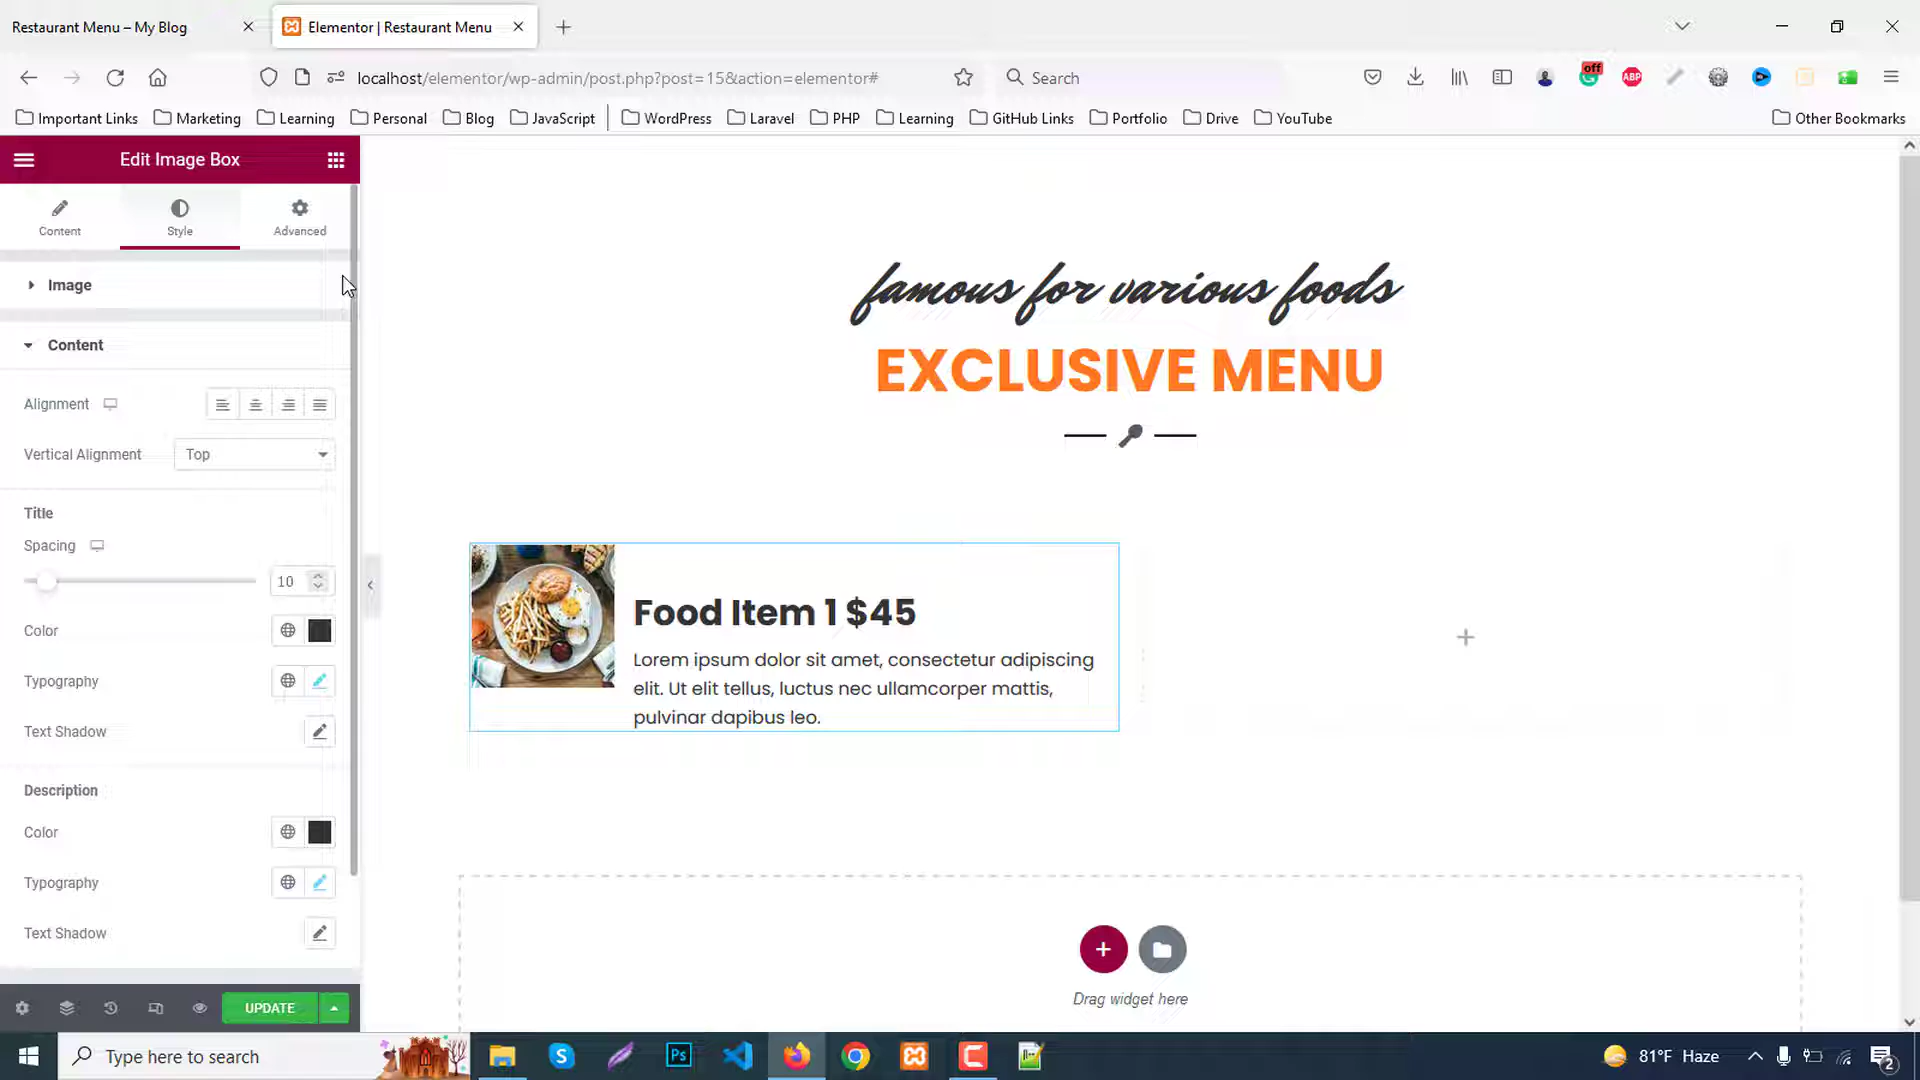 Restaurant Menu – My Blog
Elementor | Restaurant Menu
localhost/elementor/wp-admin/post.php?post=15&action=elementor#
Search
off
ABP
Important Links
Marketing
Learning
Personal
Blog
JavaScript
WordPress
Laravel
PHP
Learning
GitHub Links
Portfolio
Drive
YouTube
Other Bookmarks
Edit Image Box
Content
Style
Advanced
Image
Content
Alignment
Vertical Alignment
Top
Title
Spacing
10
Color
Typography
Text Shadow
Description
Color
Typography
Text Shadow
UPDATE
famous for various foods
EXCLUSIVE MENU
Food Item 1 $45
Lorem ipsum dolor sit amet, consectetur adipiscing
elit. Ut elit tellus, luctus nec ullamcorper mattis,
pulvinar dapibus leo.
Drag widget here
Type here to search
Ps
81°F Haze
2